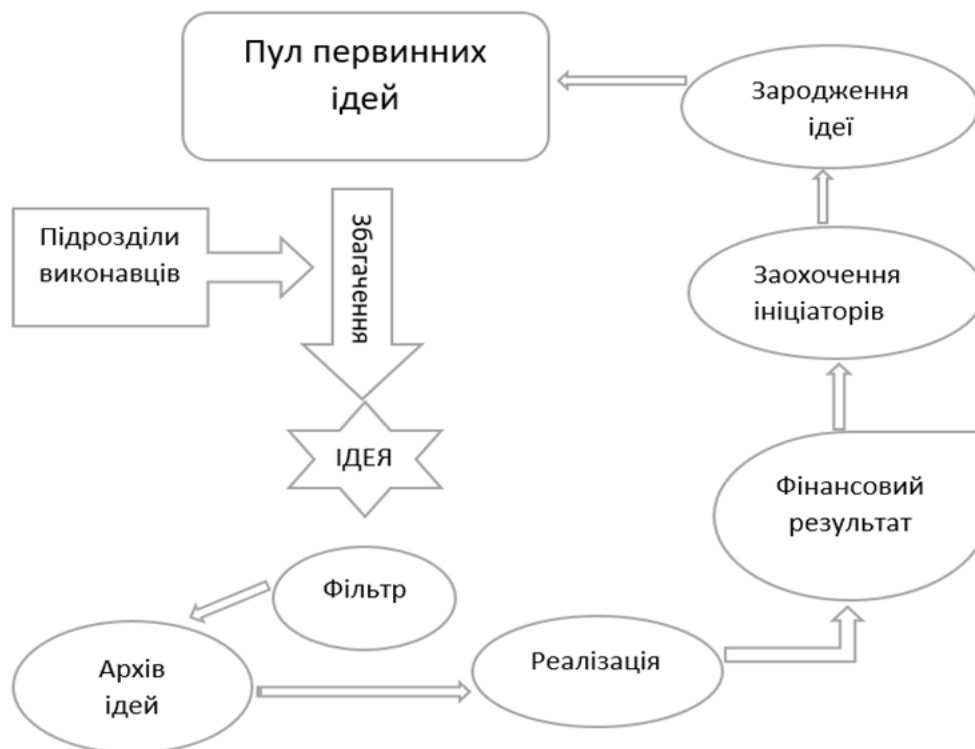 Пул первинних
ідей
Зародження
ідеї
Підрозділи
виконавців
Збагачення
Заохочення
ініціаторів
ІДЕЯ
Фінансовий
результат
Фільтр
Архів
ідей
Реалізація